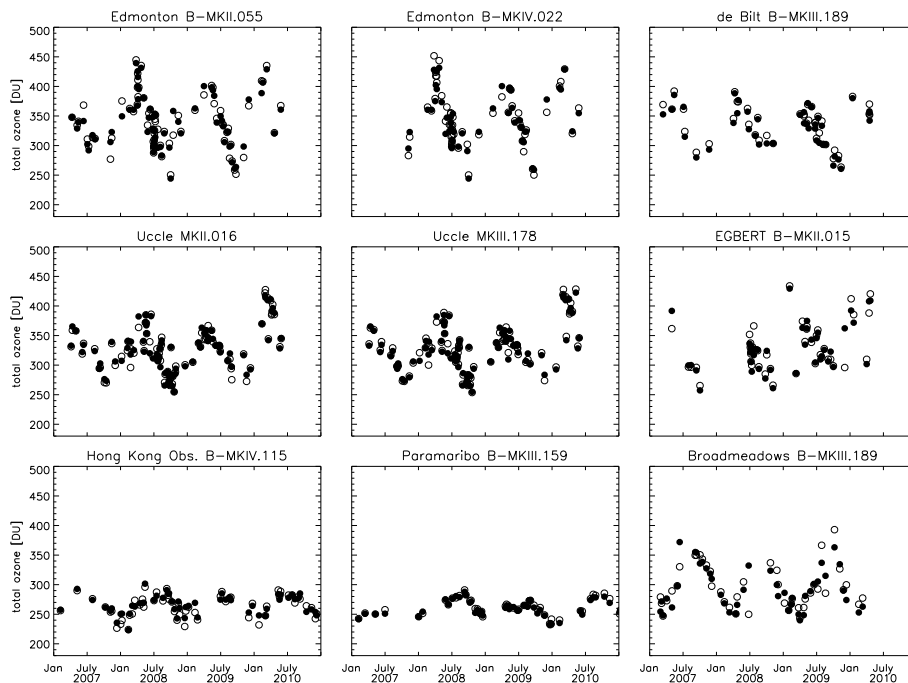 Edmonton B-MKII.055
Edmonton B-MKIV.022
de Bilt B-MKIII.189
total ozone [DU]
500
450
400
350
300
250
200
Uccle MKII.016
Uccle MKIII.178
EGBERT B-MKII.015
total ozone [DU]
500
450
400
350
300
250
200
Hong Kong Obs. B-MKIV.115
Paramaribo B-MKIII.159
Broadmeadows B-MKIII.189
total ozone [DU]
500
450
400
350
300
250
200
Jan July Jan July Jan July Jan July
2007 2008 2009 2010
Jan July Jan July Jan July Jan July
2007 2008 2009 2010
Jan July Jan July Jan July Jan July
2007 2008 2009 2010